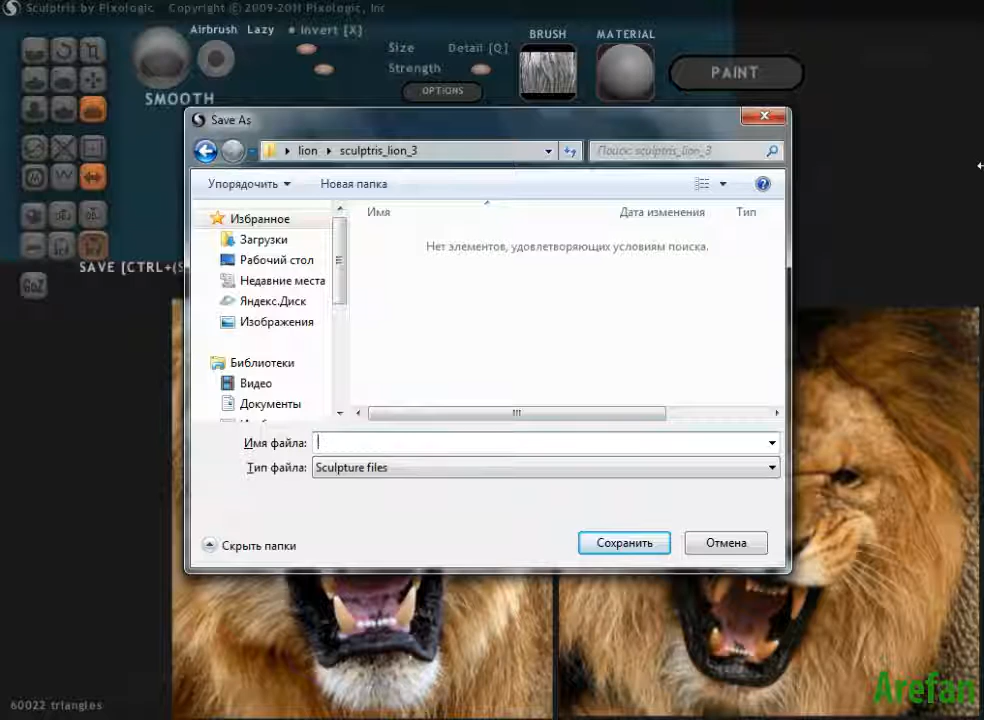 Sculptris by Pixologic Copyright © 2009-2011 Pixologic, Inc
Airbrush Lazy Invert [X]
Size Detail [Q]
Strength
OPTIONS
BRUSH MATERIAL
PAINT
SMOOTH
SAVE [CTRL+(S
GoZ
Save As
lion sculptris_lion_3
Поиск: sculptris_lion_3
Упорядочить Новая папка
Имя Дата изменения Тип
Нет элементов, удовлетворяющих условиям поиска.
Избранное
Загрузки
Рабочий стол
Недавние места
Яндекс.Диск
Изображения
Библиотеки
Видео
Документы
Имя файла:
Тип файла: Sculpture files
Скрыть папки
Сохранить Отмена
60022 triangles
Arefan